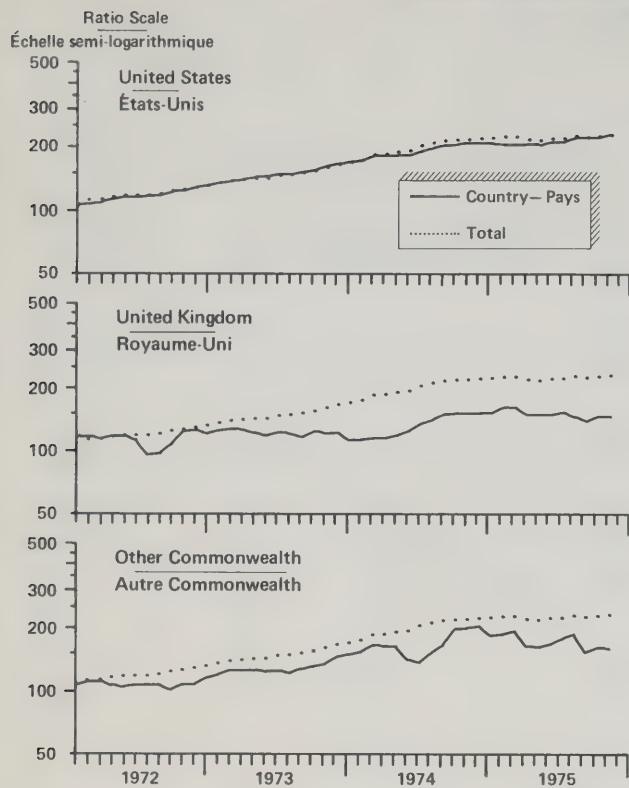 Ratio Scale
Échelle semi-logarithmique
500
300
200
100
50
United States
États-Unis
Country–Pays
Total
500
300
200
100
50
United Kingdom
Royaume-Uni
500
300
200
100
50
Other Commonwealth
Autre Commonwealth
1972 1973 1974 1975